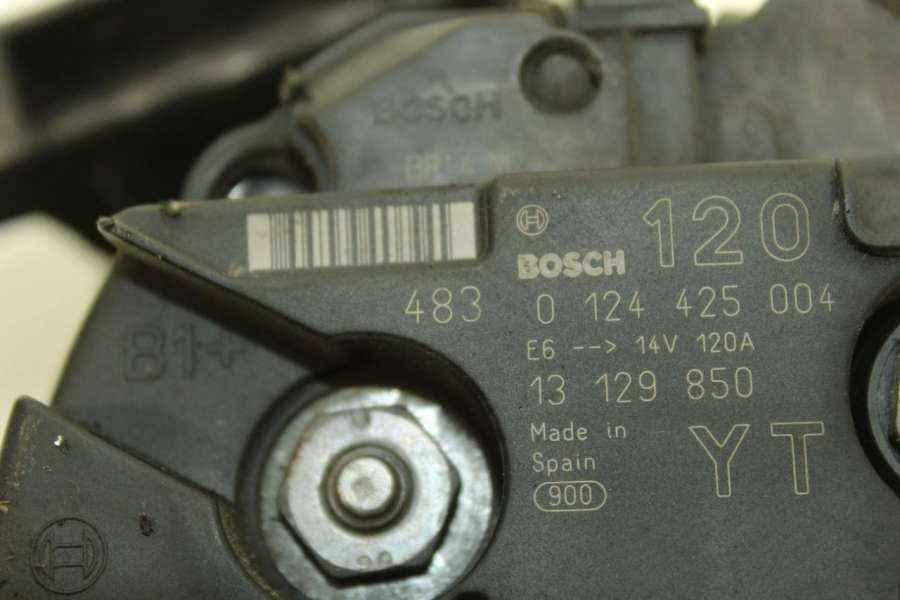 BOSCH
BOSCH 120
483 0 124 425 004
E6 --> 14V 120A
13 129 850
Made in
Spain
900
YT
B1+